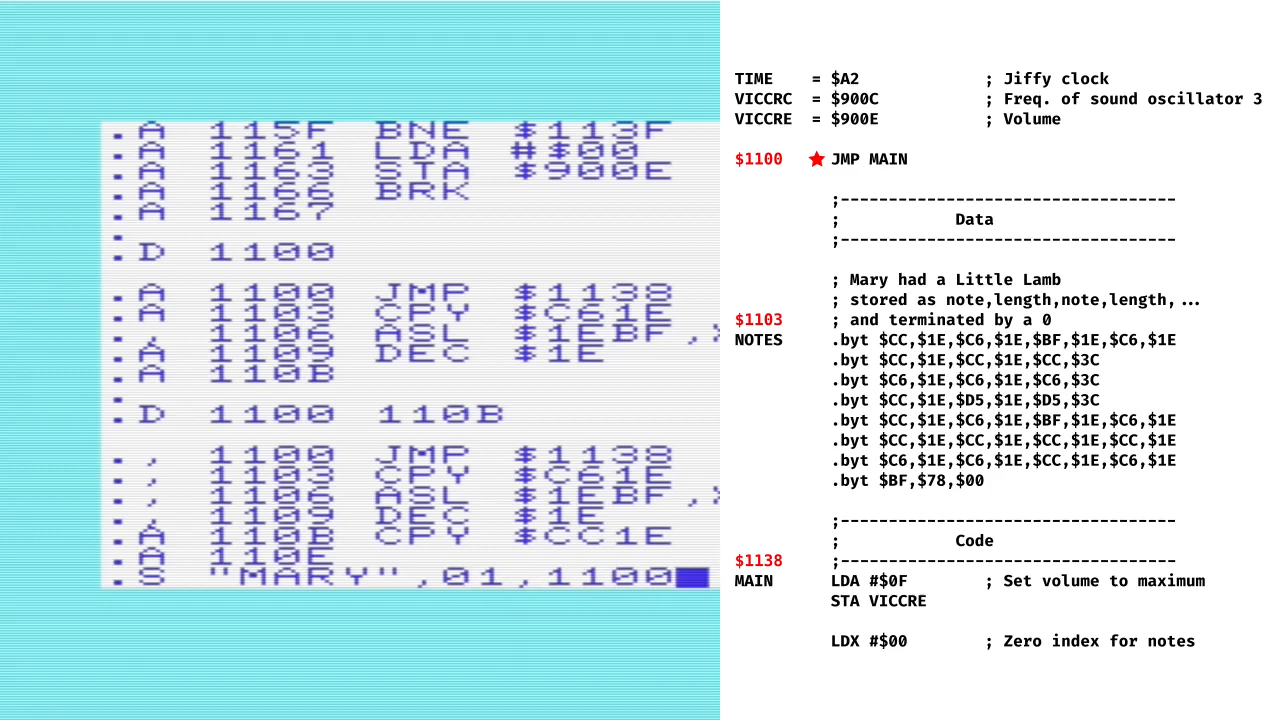 .A 115F BNE $113F
.A 1161 LDA #$00
.A 1163 STA $900E
.A 1166 BRK
.A 1167
.
.D 1100
.A 1100 JMP $1138
.A 1103 CPY $C61E
., 1106 ASL $1EBF,
.A 1109 DEC $1E
.A 110B
.
.D 1100 110B
., 1100 JMP $1138
., 1103 CPY $C61E
., 1106 ASL $1EBF,
., 1109 DEC $1E
.A 110B CPY $CC1E
.A 110E
.S "MARY",01,1100
TIME = $A2 ; Jiffy clock
VICCRC = $900C ; Freq. of sound oscillator 3
VICCRE = $900E ; Volume
$1100 JMP MAIN
;-----------------------------------
; Data
;-----------------------------------
; Mary had a Little Lamb
; stored as note,length,note,length,...
$1103 ; and terminated by a 0
NOTES .byt $CC,$1E,$C6,$1E,$BF,$1E,$C6,$1E
.byt $CC,$1E,$CC,$1E,$CC,$3C
.byt $C6,$1E,$C6,$1E,$C6,$3C
.byt $CC,$1E,$D5,$1E,$D5,$3C
.byt $CC,$1E,$C6,$1E,$BF,$1E,$C6,$1E
.byt $CC,$1E,$CC,$1E,$CC,$1E,$CC,$1E
.byt $C6,$1E,$C6,$1E,$CC,$1E,$C6,$1E
.byt $BF,$78,$00
;-----------------------------------
; Code
$1138 ;-----------------------------------
MAIN LDA #$0F ; Set volume to maximum
STA VICCRE
LDX #$00 ; Zero index for notes